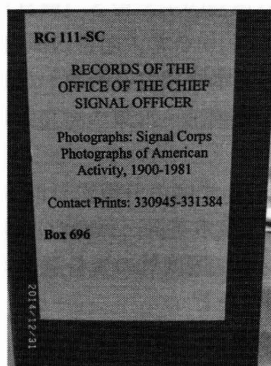 RG 111-SC
RECORDS OF THE
OFFICE OF THE CHIEF
SIGNAL OFFICER
Photographs: Signal Corps
Photographs of American
Activity, 1900-1981
Contact Prints: 330945-331384
Box 696
2014/12/31